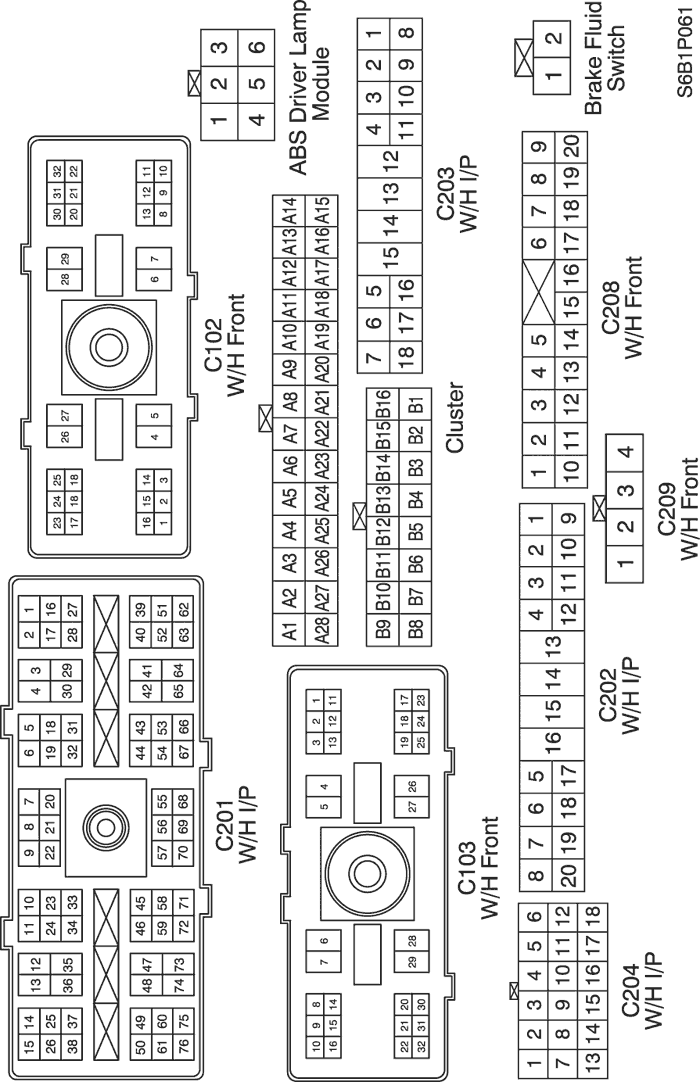 15 14 13 12 11 10 9 8 7 6 5 4 3 2 1
26 25 24 23 22 21 20 19 18 17 16
38 37 36 35 34 33 32 31 30 29 28 27
50 49 48 47 46 45 57 56 55 44 43 42 41 40 39
61 60 59 58 70 69 68 54 53 52 51
76 75 74 73 72 71 67 66 65 64 63 62
C201
W/H I/P
23 24 25 26 27 28 29 30 31 32
17 18 18 20 21 22
16 15 14 4 5 6 7 13 12 11
1 2 3 8 9 10
C102
W/H Front
1 2 3
4 5 6
ABS Driver Lamp
Module
10 9 8 7 6 5 4 3 2 1
16 15 14 13 12 11
22 21 20 29 28 27 26 19 18 17
32 31 30 25 24 23
C103
W/H Front
A1 A2 A3 A4 A5 A6 A7 A8 A9 A10 A11 A12 A13 A14
A28 A27 A26 A25 A24 A23 A22 A21 A20 A19 A18 A17 A16 A15
B9 B10 B11 B12 B13 B14 B15 B16
B8 B7 B6 B5 B4 B3 B2 B1
Cluster
7 6 5 15 14 13 12 4 3 2 1
18 17 16 11 10 9 8
C203
W/H I/P
1 2 3 4 5 6
7 8 9 10 11 12
13 14 15 16 17 18
C204
W/H I/P
8 7 6 5 16 15 14 13 4 3 2 1
20 19 18 17 12 11 10 9
C202
W/H I/P
1 2 3 4 5 6 7 8 9
10 11 12 13 14 15 16 17 18 19 20
C208
W/H Front
1 2 3 4
C209
W/H Front
1 2
Brake Fluid
Switch
S6B1P061